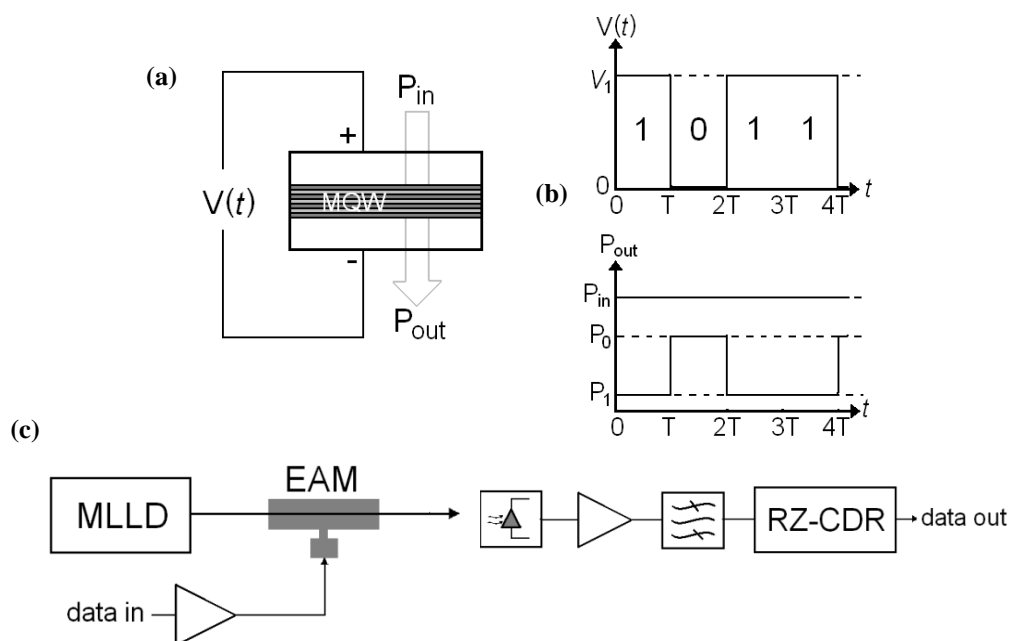 (a)
P_in
+
V(t)
MQW
-
P_out
(b)
V(t)
V_1
1 0 1 1
0
0 T 2T 3T 4T t
P_out
P_in
P_0
P_1
0 T 2T 3T 4T t
(c)
EAM
MLLD
RZ-CDR
data out
data in